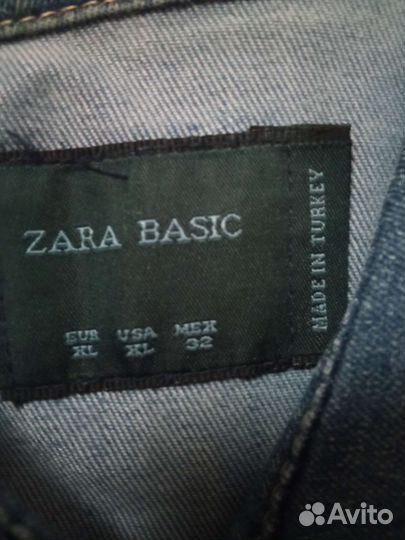 ZARA BASIC
EUR USA MEX
XL XL 32
MADE IN TURKEY
Avito